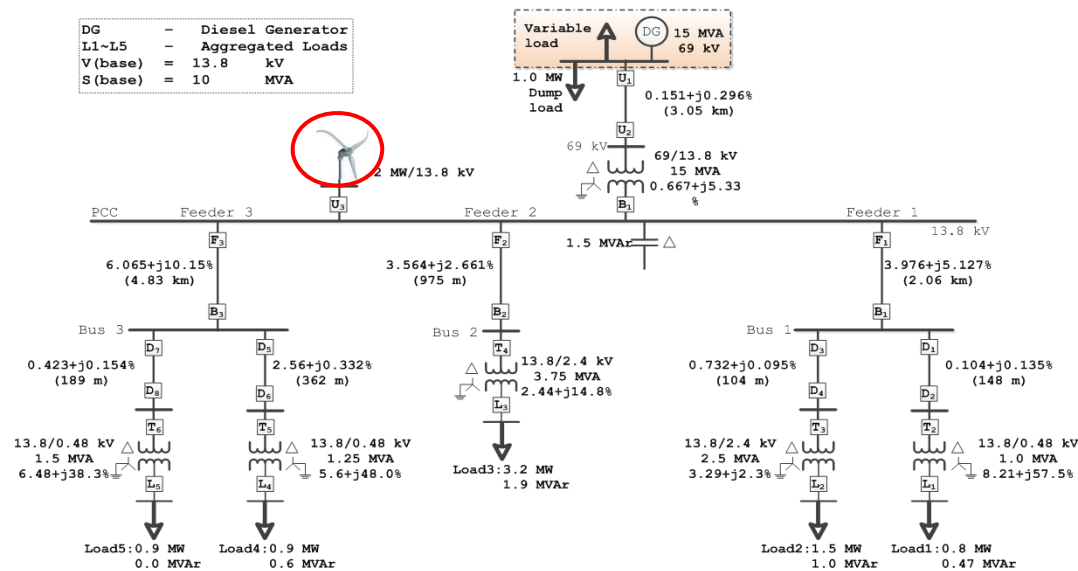 DG – Diesel Generator
L1~L5 – Aggregated Loads
V(base) = 13.8 kV
S(base) = 10 MVA
Variable
load
DG
15 MVA
69 kV
1.0 MW
Dump
load
U1
0.151+j0.296%
(3.05 km)
U2
69 kV
69/13.8 kV
15 MVA
0.667+j5.33
%
B1
2 MW/13.8 kV
U3
PCC
Feeder 3
Feeder 2
Feeder 1
13.8 kV
1.5 MVAr
F3
6.065+j10.15%
(4.83 km)
B3
Bus 3
F2
3.564+j2.661%
(975 m)
B2
Bus 2
F1
3.976+j5.127%
(2.06 km)
B1
Bus 1
D7
0.423+j0.154%
(189 m)
D8
T6
13.8/0.48 kV
1.5 MVA
6.48+j38.3%
L5
Load5:0.9 MW
0.0 MVAr
D5
2.56+j0.332%
(362 m)
D6
T5
13.8/0.48 kV
1.25 MVA
5.6+j48.0%
L4
Load4:0.9 MW
0.6 MVAr
T4
13.8/2.4 kV
3.75 MVA
2.44+j14.8%
L3
Load3:3.2 MW
1.9 MVAr
D3
0.732+j0.095%
(104 m)
D4
T3
13.8/2.4 kV
2.5 MVA
3.29+j2.3%
L2
Load2:1.5 MW
1.0 MVAr
D1
0.104+j0.135%
(148 m)
D2
T2
13.8/0.48 kV
1.0 MVA
8.21+j57.5%
L1
Load1:0.8 MW
0.47 MVAr